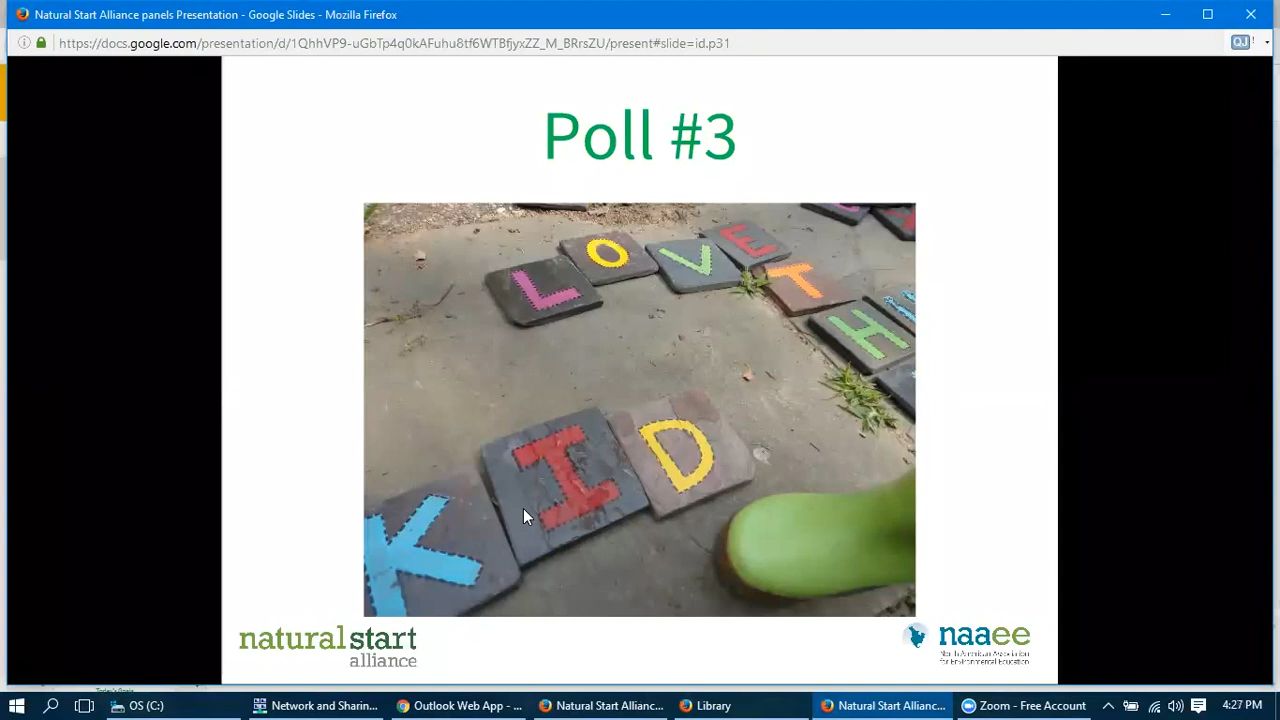 Natural Start Alliance panels Presentation - Google Slides - Mozilla Firefox
https://docs.google.com/presentation/d/1QhhVP9-uGbTp4q0kAFuhu8tf6WTBfjyxZZ_M_BRrsZU/present#slide=id.p31
Poll #3
L O V E
T
H
K I D
natural start
alliance
naaee
North American Association
for Environmental Education
Today's Goals
OS (C:)
Network and Sharin...
Outlook Web App - ...
Natural Start Allianc...
Library
Natural Start Allianc...
Zoom - Free Account
4:27 PM